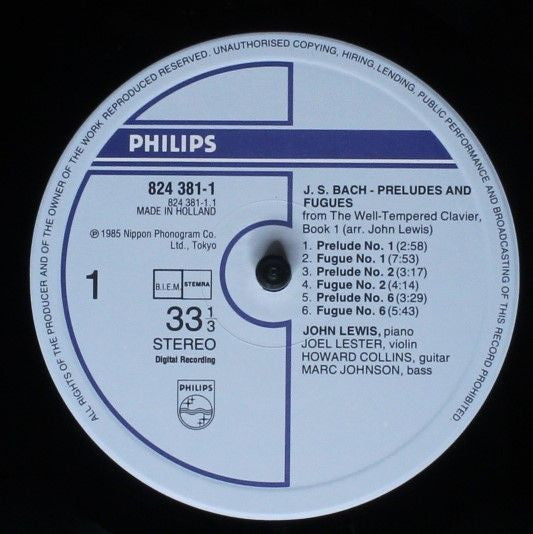 ALL RIGHTS OF THE PRODUCER AND OF THE OWNER OF THE WORK REPRODUCED RESERVED. UNAUTHORISED COPYING, HIRING, LENDING, PUBLIC PERFORMANCE AND BROADCASTING OF THIS RECORD PROHIBITED
PHILIPS
824 381-1
824 381-1.1
MADE IN HOLLAND
℗ 1985 Nippon Phonogram Co.
Ltd., Tokyo
1
B.I.E.M. STEMRA
33 1/3
STEREO
Digital Recording
PHILIPS
J. S. BACH - PRELUDES AND
FUGUES
from The Well-Tempered Clavier,
Book 1 (arr. John Lewis)
1. Prelude No. 1 (2:58)
2. Fugue No. 1 (7:53)
3. Prelude No. 2 (3:17)
4. Fugue No. 2 (4:14)
5. Prelude No. 6 (3:29)
6. Fugue No. 6 (5:43)
JOHN LEWIS, piano
JOEL LESTER, violin
HOWARD COLLINS, guitar
MARC JOHNSON, bass